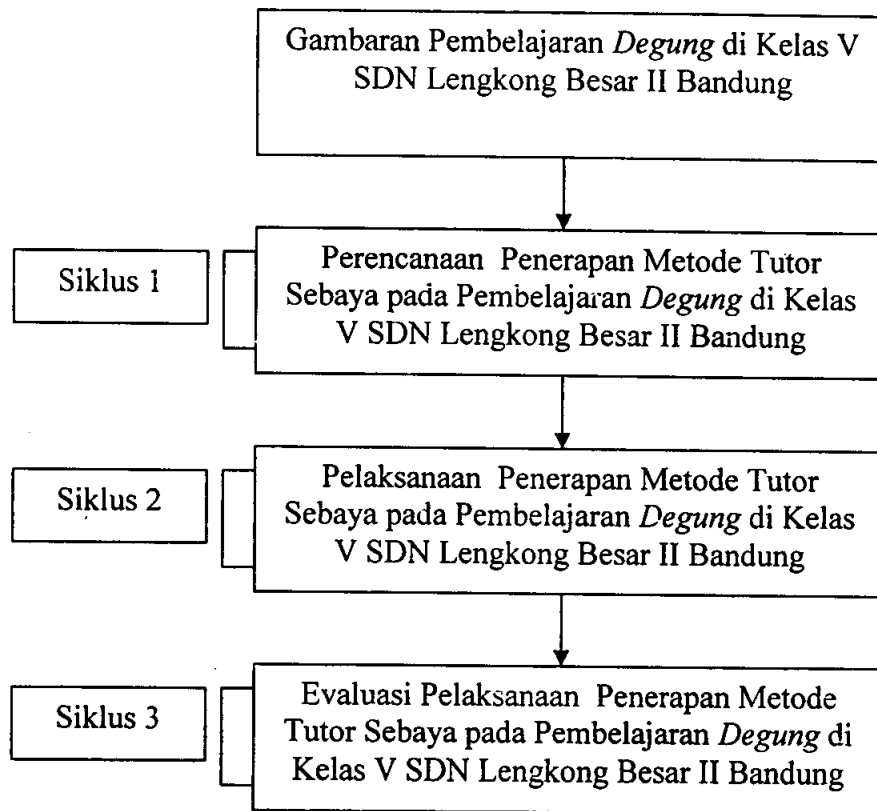 Gambaran Pembelajaran Degung di Kelas V
SDN Lengkong Besar II Bandung
Siklus 1
Perencanaan Penerapan Metode Tutor
Sebaya pada Pembelajaran Degung di Kelas
V SDN Lengkong Besar II Bandung
Siklus 2
Pelaksanaan Penerapan Metode Tutor
Sebaya pada Pembelajaran Degung di Kelas
V SDN Lengkong Besar II Bandung
Siklus 3
Evaluasi Pelaksanaan Penerapan Metode
Tutor Sebaya pada Pembelajaran Degung di
Kelas V SDN Lengkong Besar II Bandung